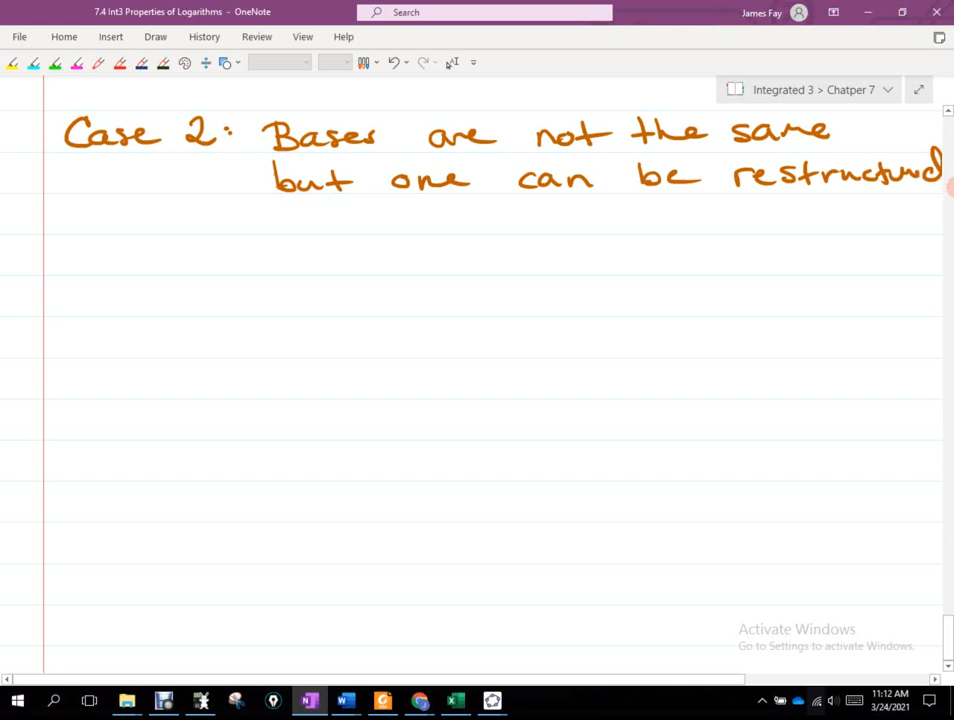 7.4 Int3 Properties of Logarithms - OneNote
Search
James Fay
File Home Insert Draw History Review View Help
Integrated 3 > Chatper 7
Case 2: Bases are not the same
but one can be restructured
Activate Windows
Go to Settings to activate Windows.
11:12 AM
3/24/2021